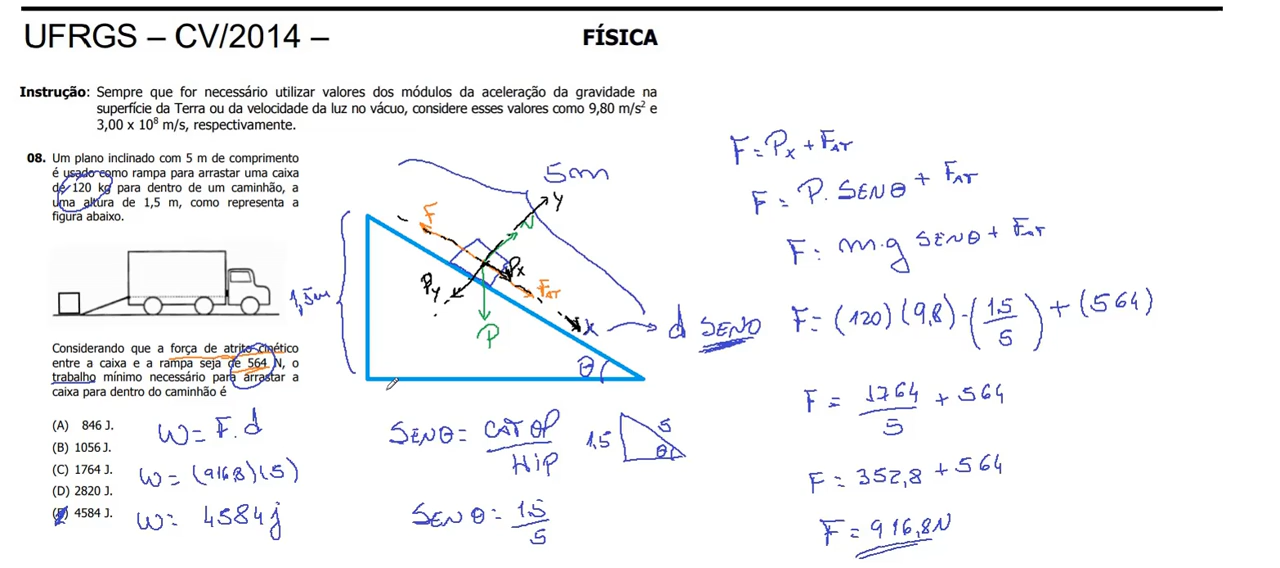 UFRGS – CV/2014 –
FÍSICA
Instrução: Sempre que for necessário utilizar valores dos módulos da aceleração da gravidade na
superfície da Terra ou da velocidade da luz no vácuo, considere esses valores como 9,80 m/s² e
3,00 x 10⁸ m/s, respectivamente.
08. Um plano inclinado com 5 m de comprimento
é usado como rampa para arrastar uma caixa
de 120 kg para dentro de um caminhão, a
uma altura de 1,5 m, como representa a
figura abaixo.
Considerando que a força de atrito cinético
entre a caixa e a rampa seja de 564 N, o
trabalho mínimo necessário para arrastar a
caixa para dentro do caminhão é
(A) 846 J.
(B) 1056 J.
(C) 1764 J.
(D) 2820 J.
(E) 4584 J.
W = F.d
W = (916,8)(5)
W = 4584 j
5m
Y
F
N
Px
Py
FAT
1,5m
P
X
d SENO
θ
SENθ = CAT OP
HIP
1,5
5
θ
SEN θ = 1,5
5
F = Px + FAT
F = P. SENθ + FAT
F = m.g SENθ + FAT
F = (120)(9,8).(1,5
5) + (564)
F = 1764 + 564
5
F = 352,8 + 564
F = 916,8N